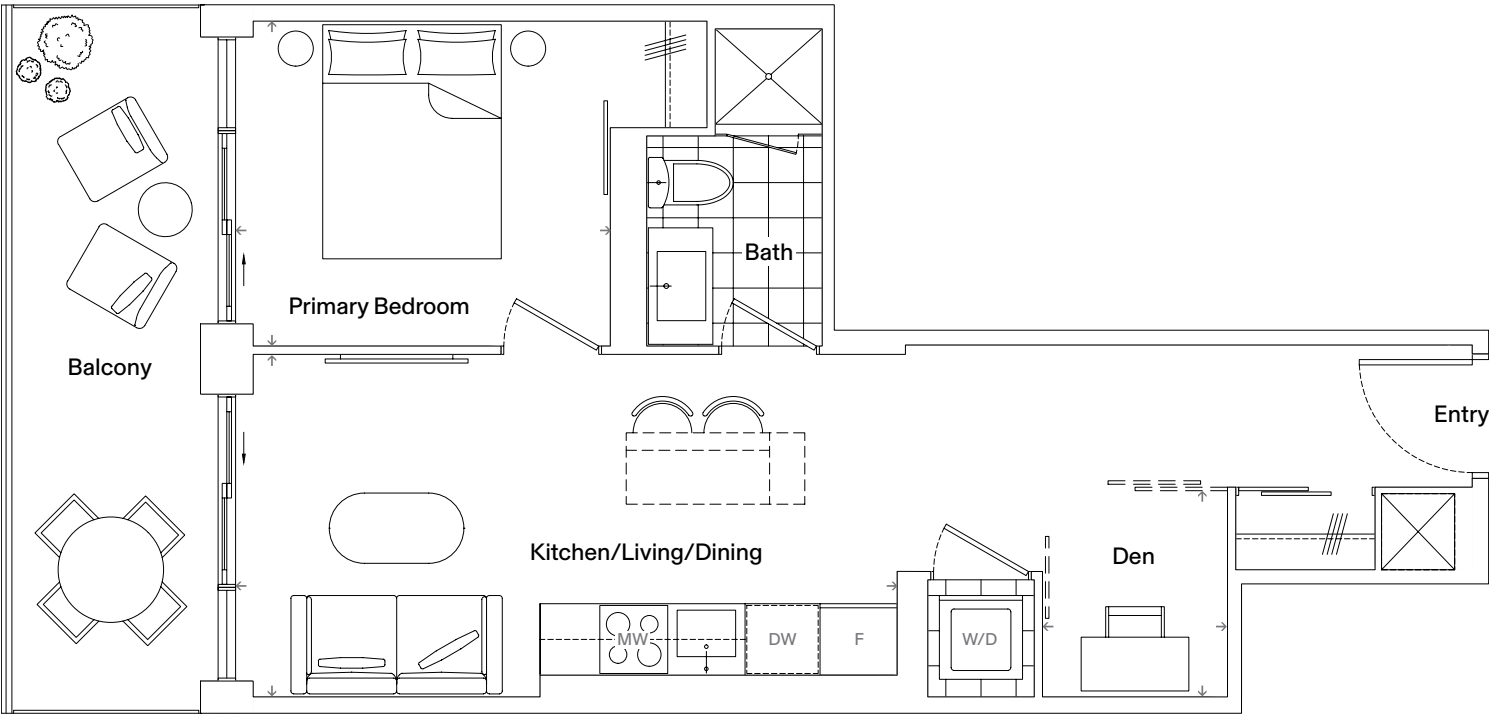 Bath
Primary Bedroom
Balcony
Entry
Kitchen/Living/Dining
Den
MW
DW
F
W/D